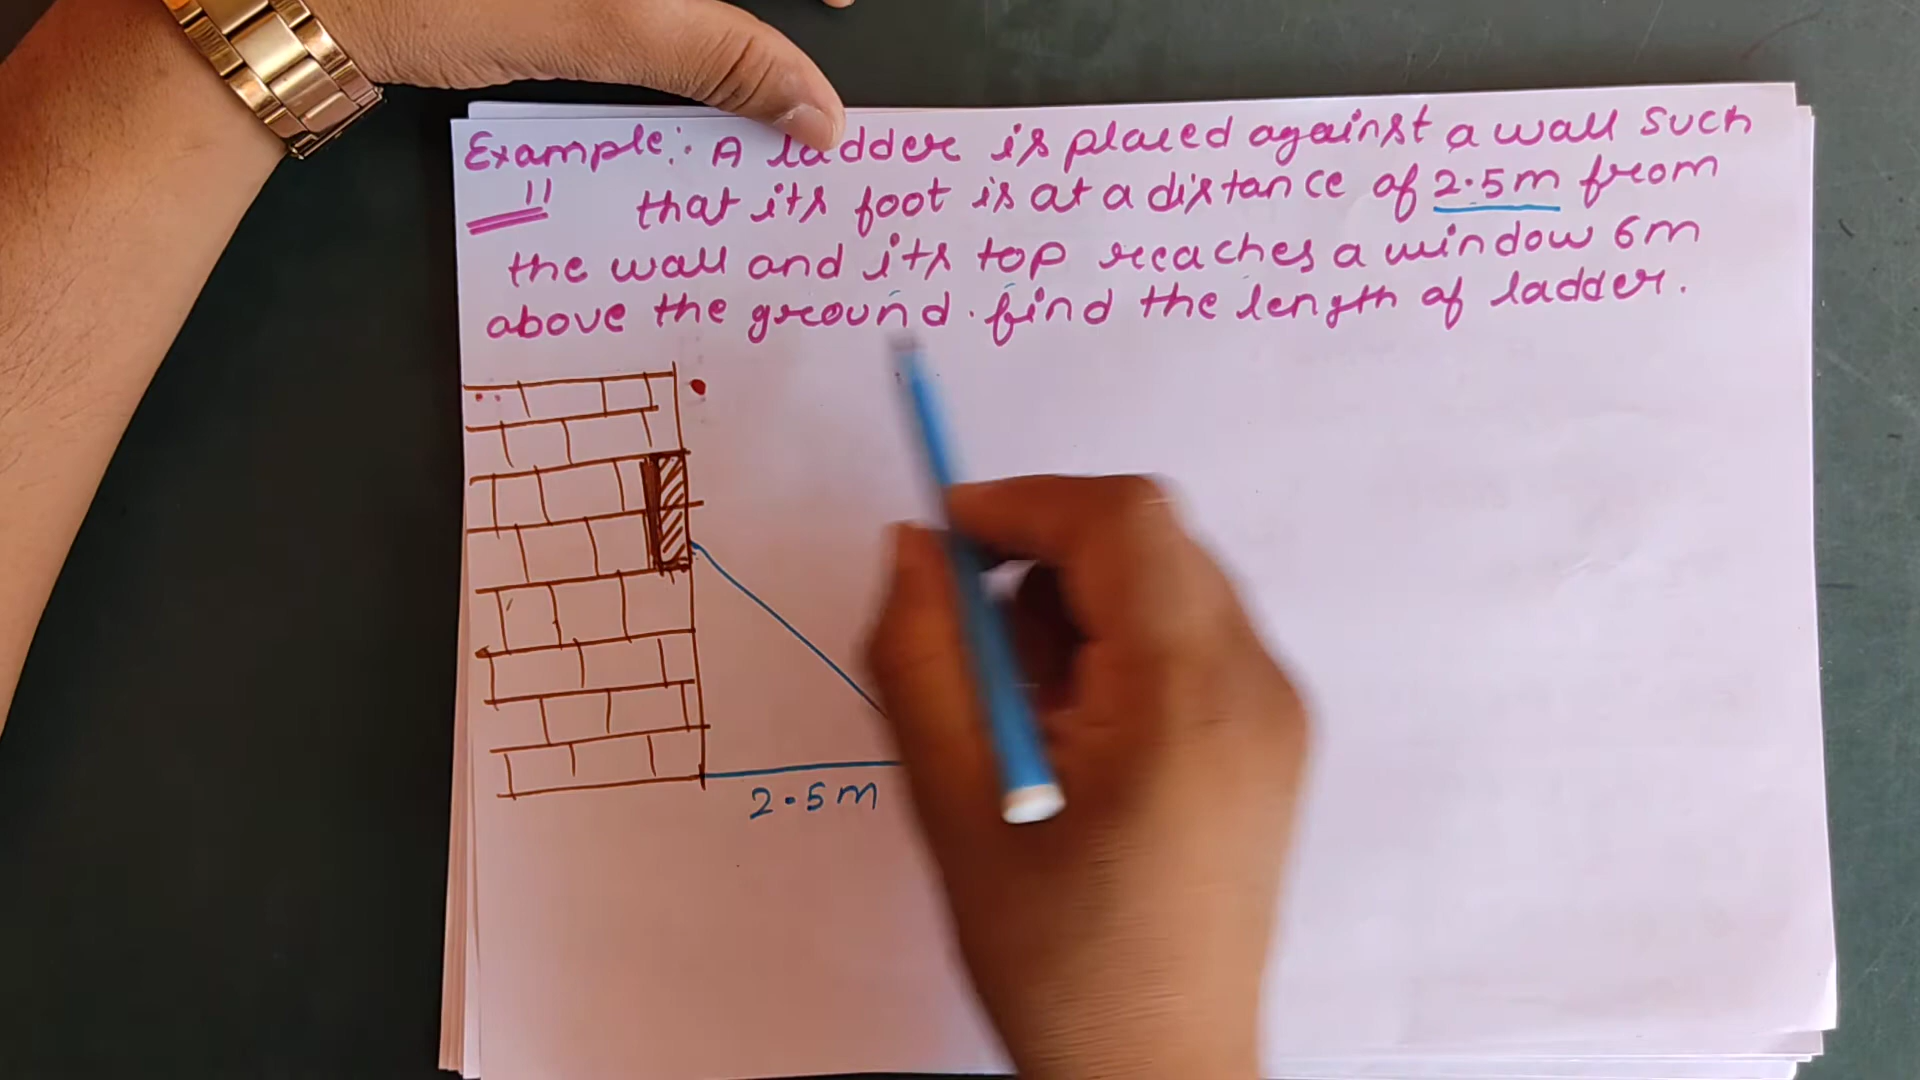 Example:. A ladder is placed against a wall such
11 that its foot is at a distance of 2.5m from
the wall and its top reaches a window 6m
above the ground. find the length of ladder.
2.5m